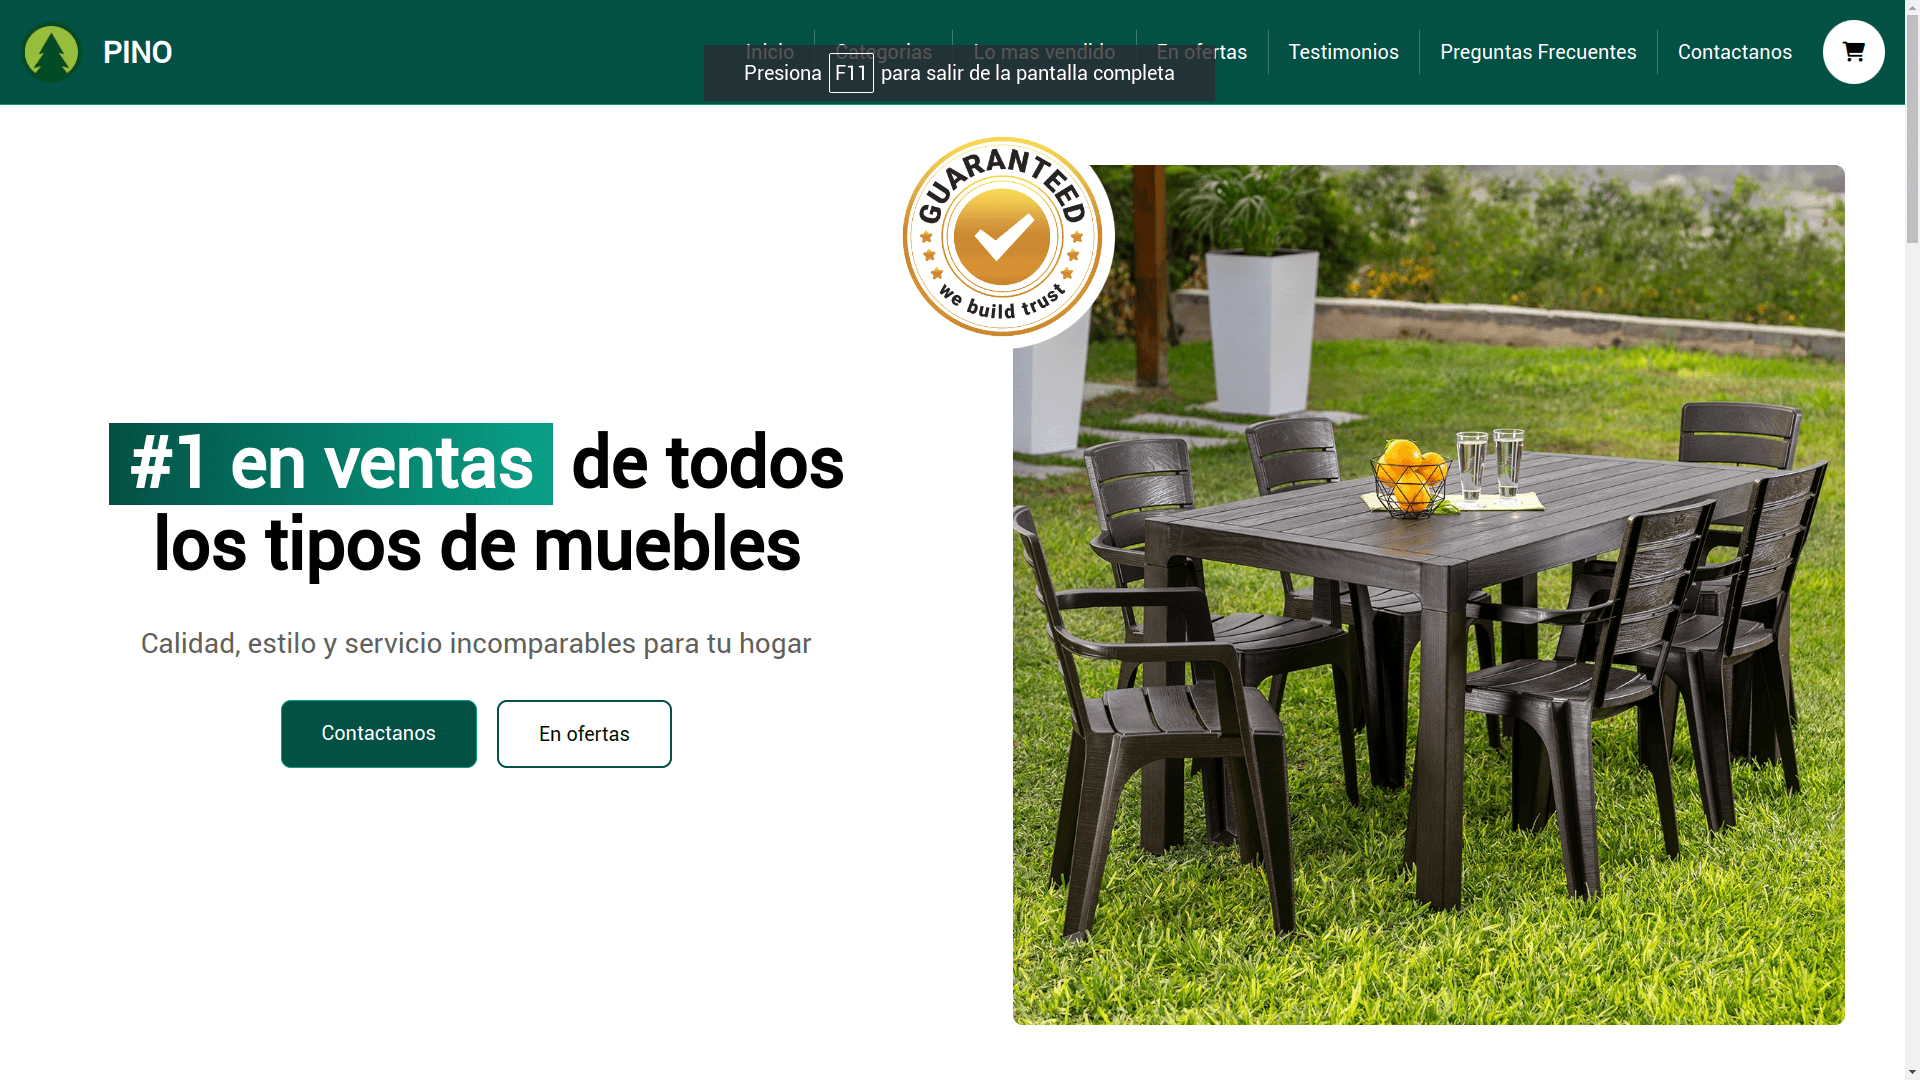 PINO
Inicio
Categorias
Lo mas vendido
En ofertas
Testimonios
Preguntas Frecuentes
Contactanos
Presiona F11 para salir de la pantalla completa
GUARANTEED
we build trust
#1 en ventas de todos
los tipos de muebles
Calidad, estilo y servicio incomparables para tu hogar
Contactanos
En ofertas